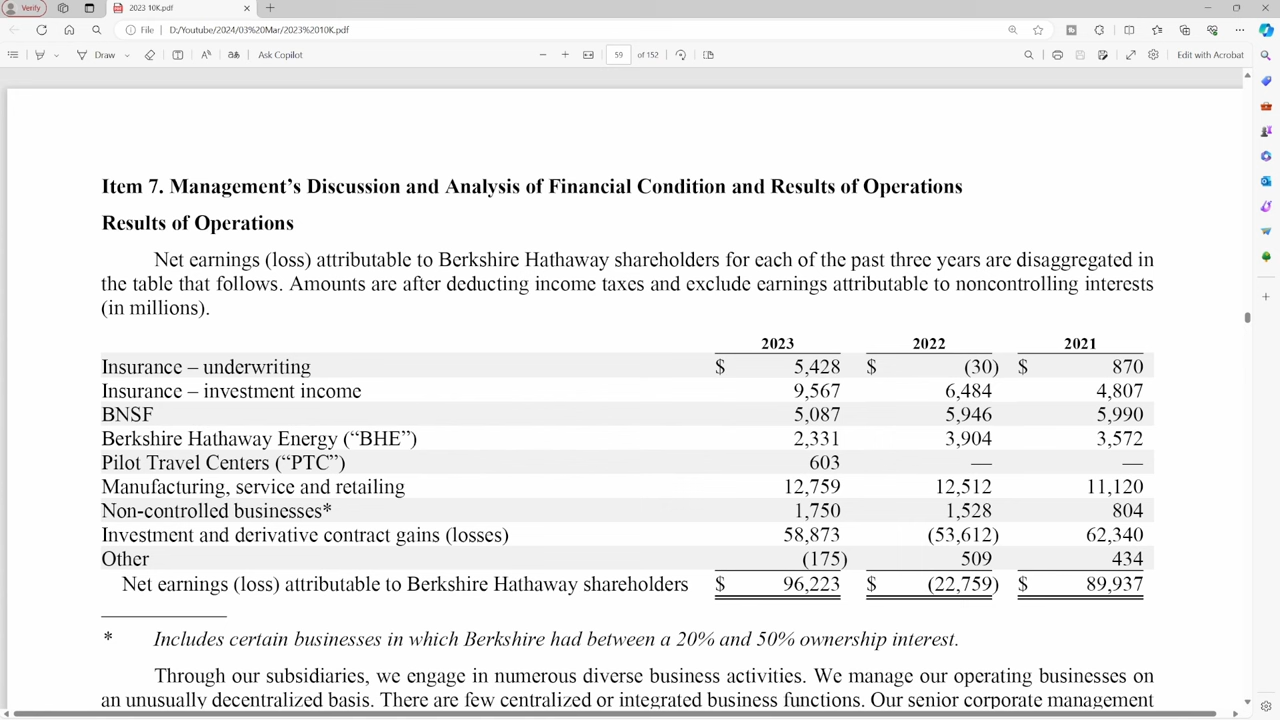 Verify
2023 10K.pdf
File | D:/Youtube/2024/03%20Mar/2023%2010K.pdf
Draw
Ask Copilot
59 of 152
Edit with Acrobat
Item 7. Management’s Discussion and Analysis of Financial Condition and Results of Operations
Results of Operations
Net earnings (loss) attributable to Berkshire Hathaway shareholders for each of the past three years are disaggregated in
the table that follows. Amounts are after deducting income taxes and exclude earnings attributable to noncontrolling interests
(in millions).
2023 2022 2021
Insurance – underwriting $ 5,428 $ (30) $ 870
Insurance – investment income 9,567 6,484 4,807
BNSF 5,087 5,946 5,990
Berkshire Hathaway Energy (“BHE”) 2,331 3,904 3,572
Pilot Travel Centers (“PTC”) 603 — —
Manufacturing, service and retailing 12,759 12,512 11,120
Non-controlled businesses* 1,750 1,528 804
Investment and derivative contract gains (losses) 58,873 (53,612) 62,340
Other (175) 509 434
Net earnings (loss) attributable to Berkshire Hathaway shareholders $ 96,223 $ (22,759) $ 89,937
* Includes certain businesses in which Berkshire had between a 20% and 50% ownership interest.
Through our subsidiaries, we engage in numerous diverse business activities. We manage our operating businesses on
an unusually decentralized basis. There are few centralized or integrated business functions. Our senior corporate management